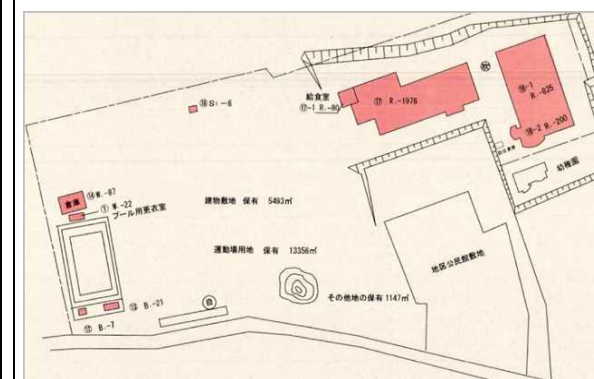 ⑱-1
R.-825
⑱-2 R.-200
給食室
⑰-1 R.-80
⑰ R.-1976
⑯ S1 -6
幼稚園
倉庫
⑭ W.-87
① W.-22
プール用更衣室
建物敷地 保有 5493㎡
運動場用地 保有 13356㎡
地区公民館敷地
その他地の保有 1147㎡
⑬ B.-21
⑫ B.-7